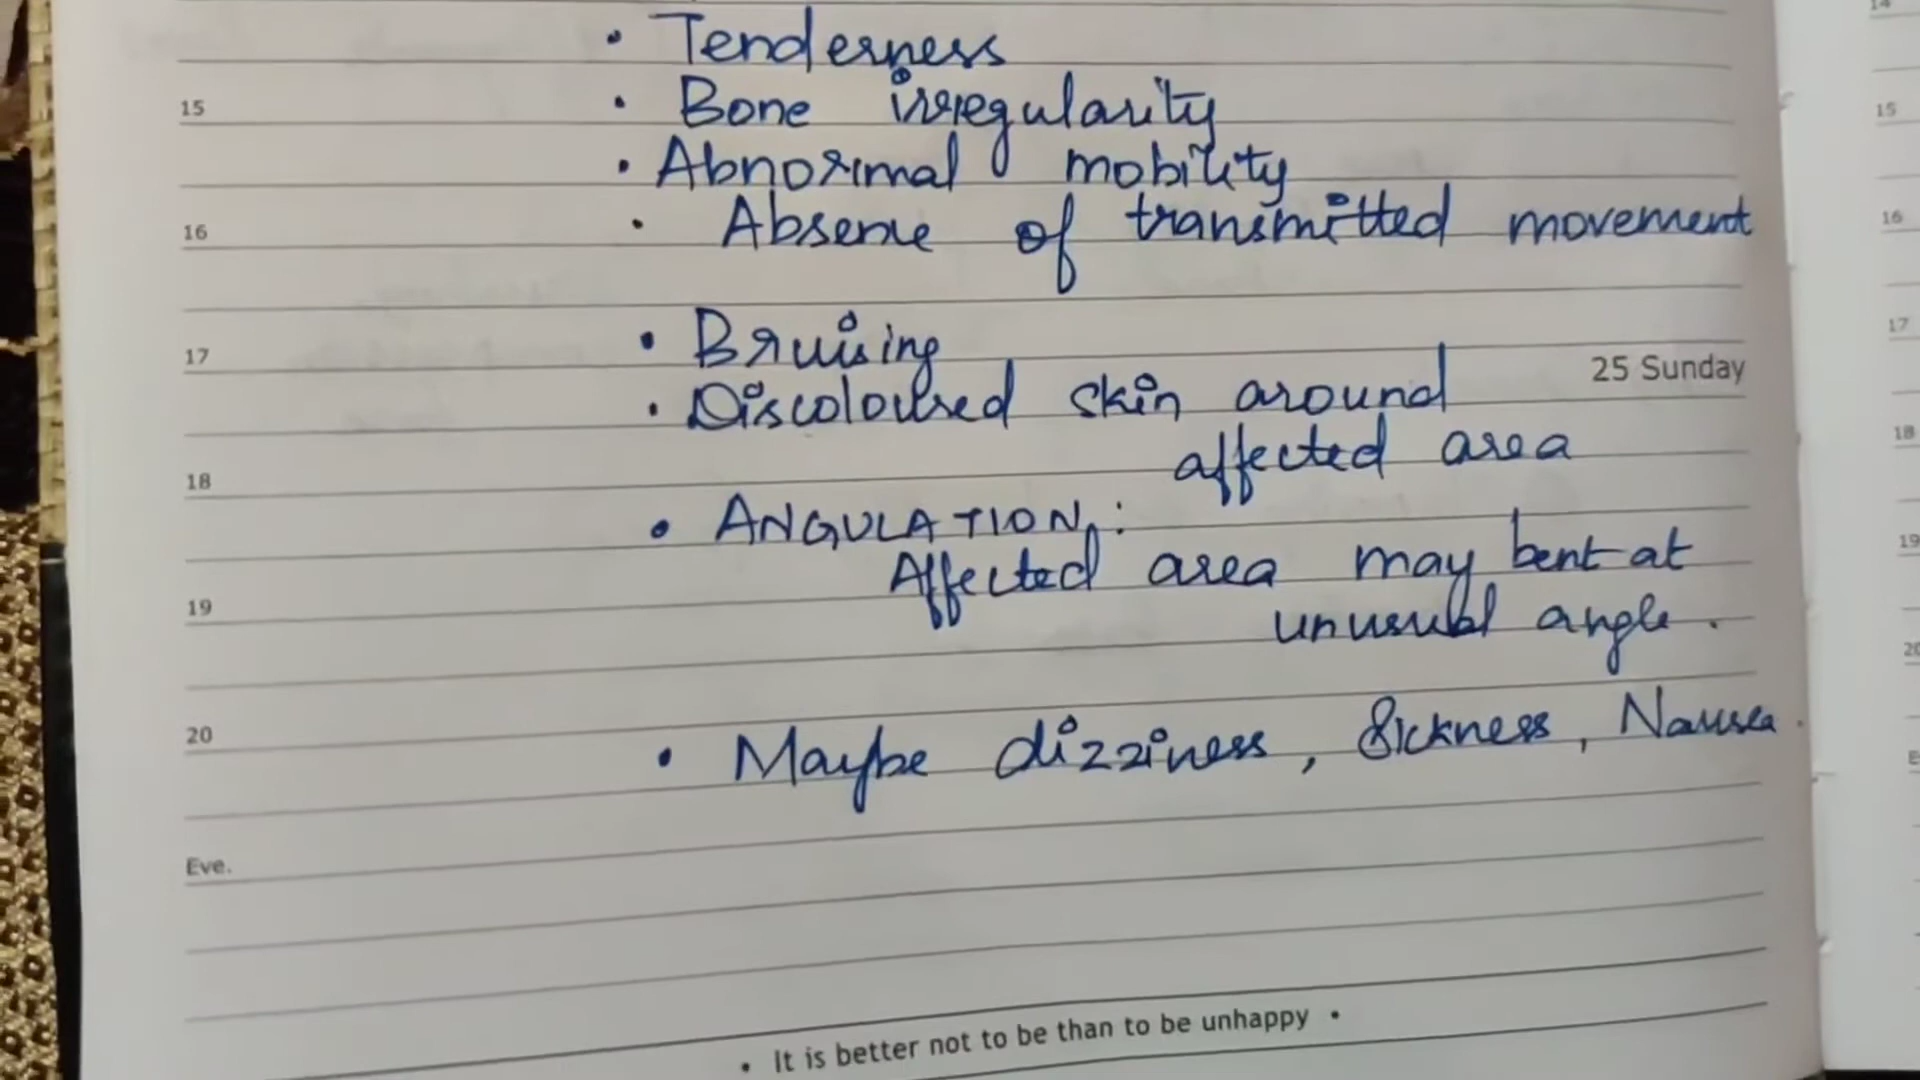 • Tenderness
15
• Bone irregularity
• Abnormal mobility
16
• Absence of transmitted movement
• Bruising
17
25 Sunday
• Discoloured skin around
affected area
18
• ANGULATION:
Affected area may bent at
19
unusual angle.
20
• Maybe dizziness, Sickness, Nausea.
Eve.
• It is better not to be than to be unhappy •
14
15
16
17
18
19
20
E